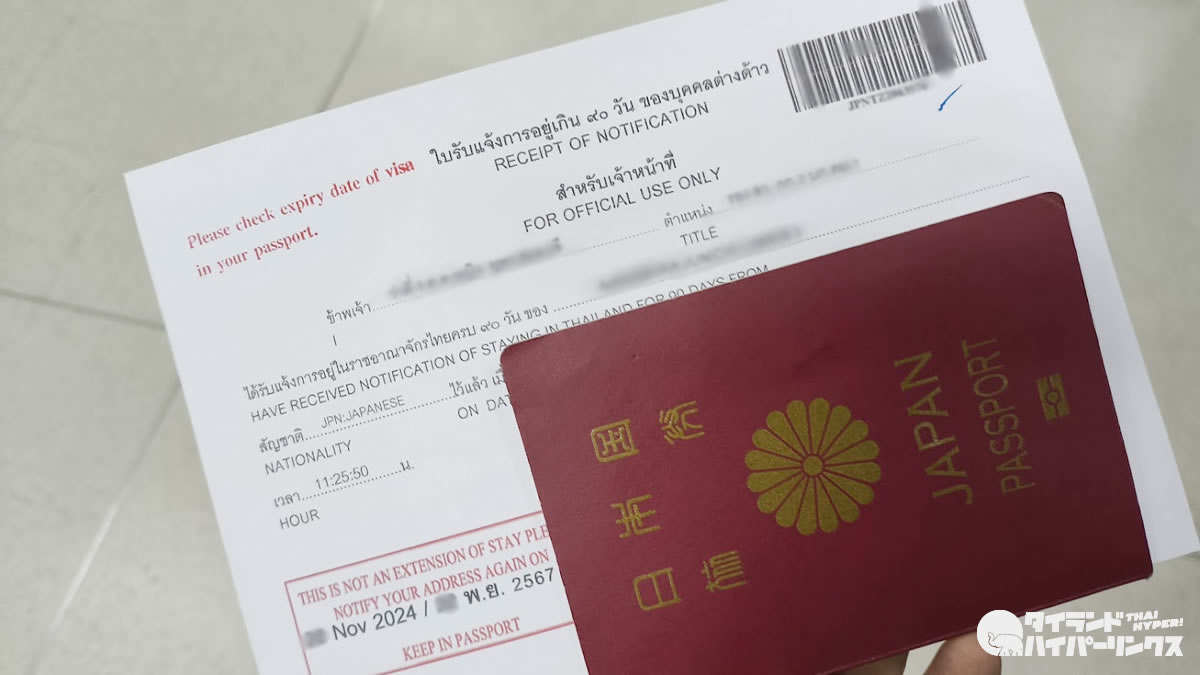 Please check expiry date of visa
in your passport.
ใบรับแจ้งการอยู่เกิน ๙๐ วัน ของบุคคลต่างด้าว
RECEIPT OF NOTIFICATION
สำหรับเจ้าหน้าที่
FOR OFFICIAL USE ONLY
ข้าพเจ้า
ตำแหน่ง
I
TITLE
ได้รับแจ้งการอยู่ในราชอาณาจักรไทยครบ ๙๐ วัน ของ
HAVE RECEIVED NOTIFICATION OF STAYING IN THAILAND FOR 90 DAYS FROM
สัญชาติ JPN:JAPANESE ไว้แล้ว
NATIONALITY
ON
เวลา 11:25:50 น.
HOUR
THIS IS NOT AN EXTENSION OF STAY
NOTIFY YOUR ADDRESS AGAIN ON
Nov 2024 / พ.ย. 2567
KEEP IN PASSPORT
日本国
旅券
JAPAN
PASSPORT
タイランド
ハイパーリンクス
THAI
HYPER!